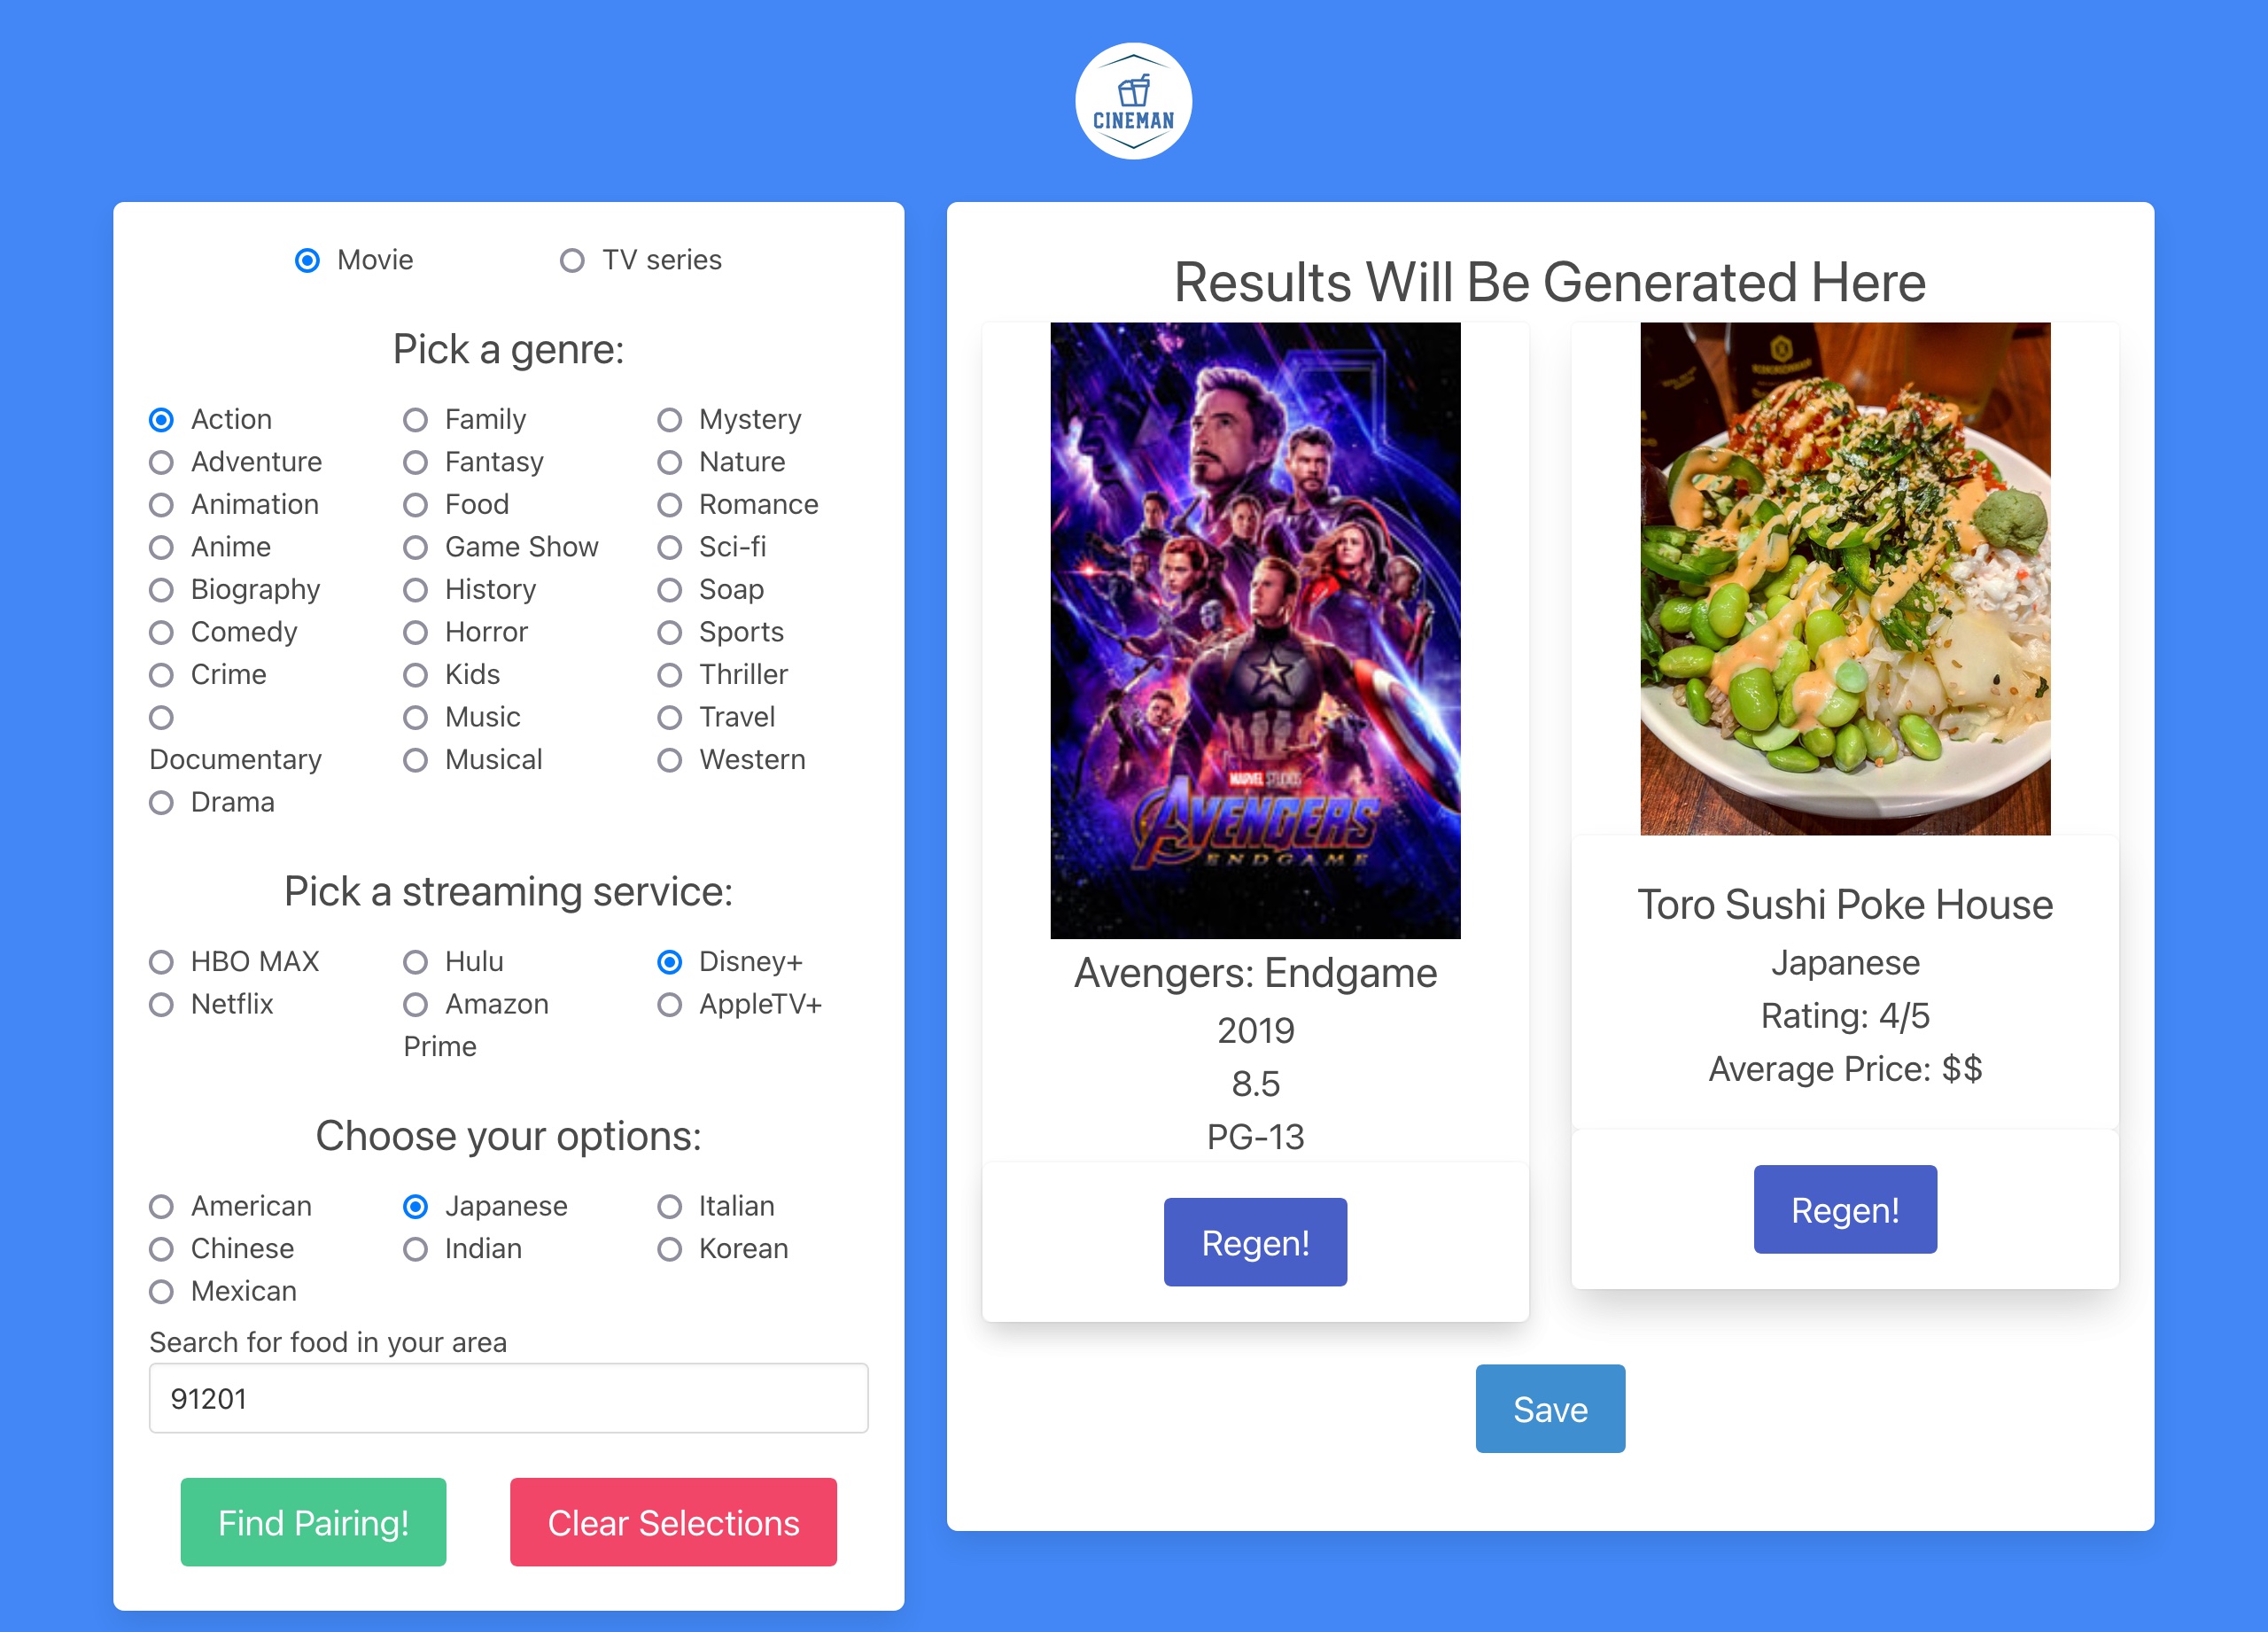 CINEMAN
Movie
TV series
Pick a genre:
Action
Adventure
Animation
Anime
Biography
Comedy
Crime
Documentary
Drama
Family
Fantasy
Food
Game Show
History
Horror
Kids
Music
Musical
Mystery
Nature
Romance
Sci-fi
Soap
Sports
Thriller
Travel
Western
Pick a streaming service:
HBO MAX
Netflix
Hulu
Amazon
Prime
Disney+
AppleTV+
Choose your options:
American
Chinese
Mexican
Japanese
Indian
Italian
Korean
Search for food in your area
91201
Find Pairing!
Clear Selections
Results Will Be Generated Here
MARVEL STUDIOS
AVENGERS
ENDGAME
Avengers: Endgame
2019
8.5
PG-13
Regen!
Toro Sushi Poke House
Japanese
Rating: 4/5
Average Price: $$
Regen!
Save